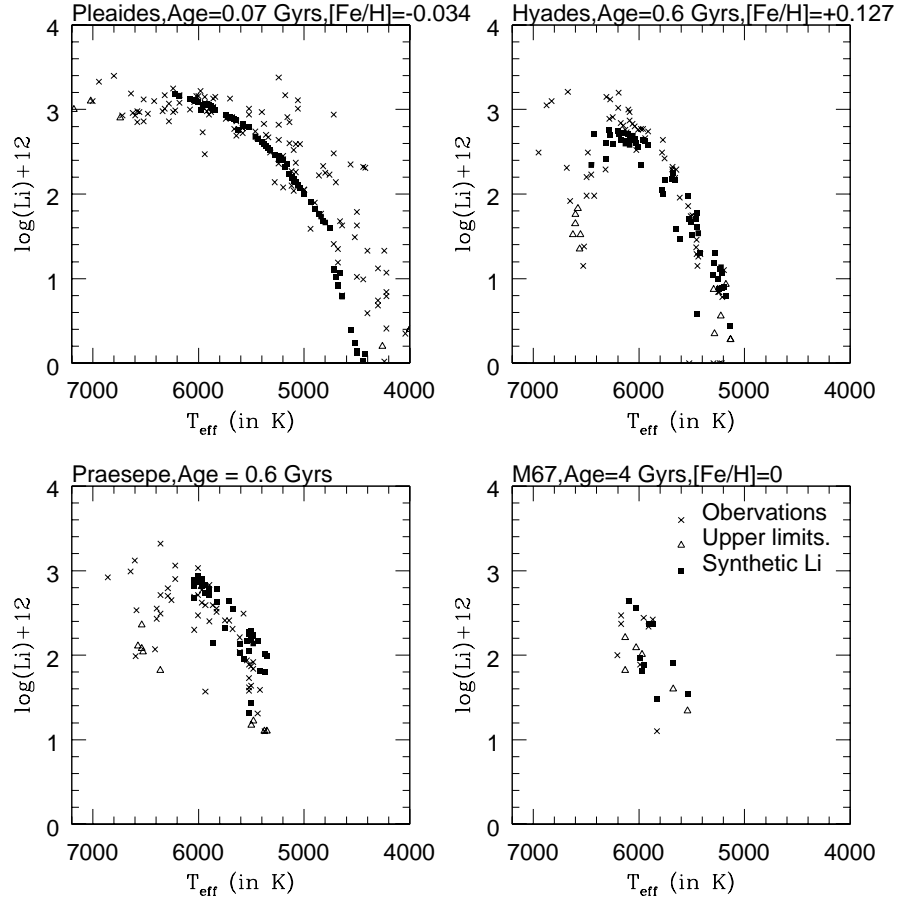 Pleaides,Age=0.07 Gyrs,[Fe/H]=-0.034
4
3
2
1
0
log(Li)+12
7000 6000 5000 4000
T_eff (in K)
Hyades,Age=0.6 Gyrs,[Fe/H]=+0.127
4
3
2
1
0
log(Li)+12
7000 6000 5000 4000
T_eff (in K)
Praesepe,Age = 0.6 Gyrs
4
3
2
1
0
log(Li)+12
7000 6000 5000 4000
T_eff (in K)
M67,Age=4 Gyrs,[Fe/H]=0
4
3
2
1
0
log(Li)+12
Obervations
Upper limits.
Synthetic Li
7000 6000 5000 4000
T_eff (in K)